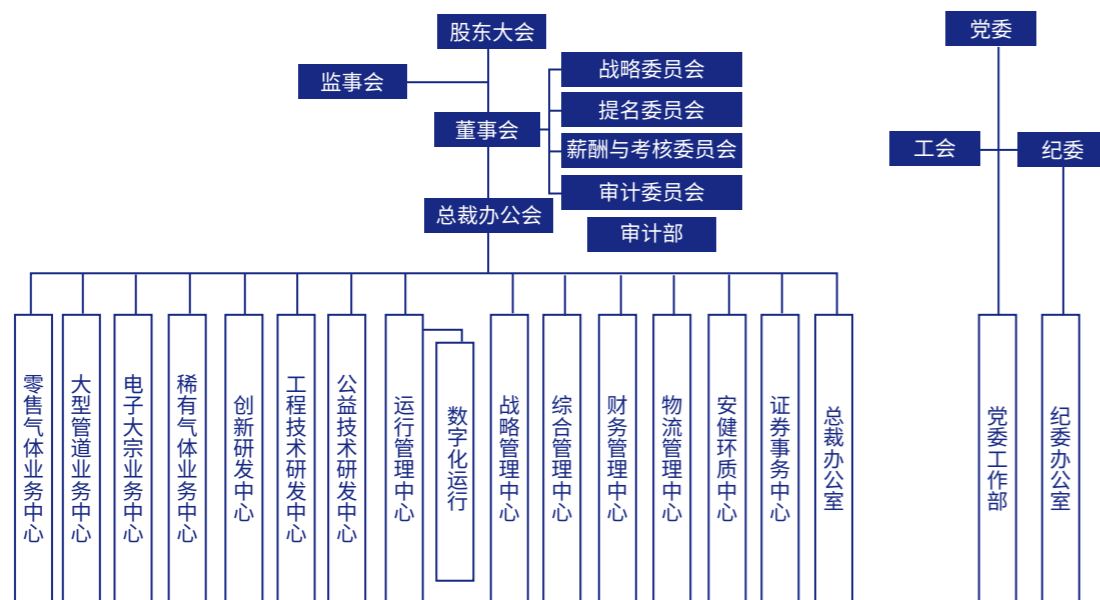 股东大会
党委
监事会
战略委员会
提名委员会
董事会
薪酬与考核委员会
工会
纪委
审计委员会
总裁办公会
审计部
零售气体业务中心
大型管道业务中心
电子大宗业务中心
稀有气体业务中心
创新研发中心
工程技术研发中心
公益技术研发中心
运行管理中心
数字化运行
战略管理中心
综合管理中心
财务管理中心
物流管理中心
安健环质中心
证券事务中心
总裁办公室
党委工作部
纪委办公室